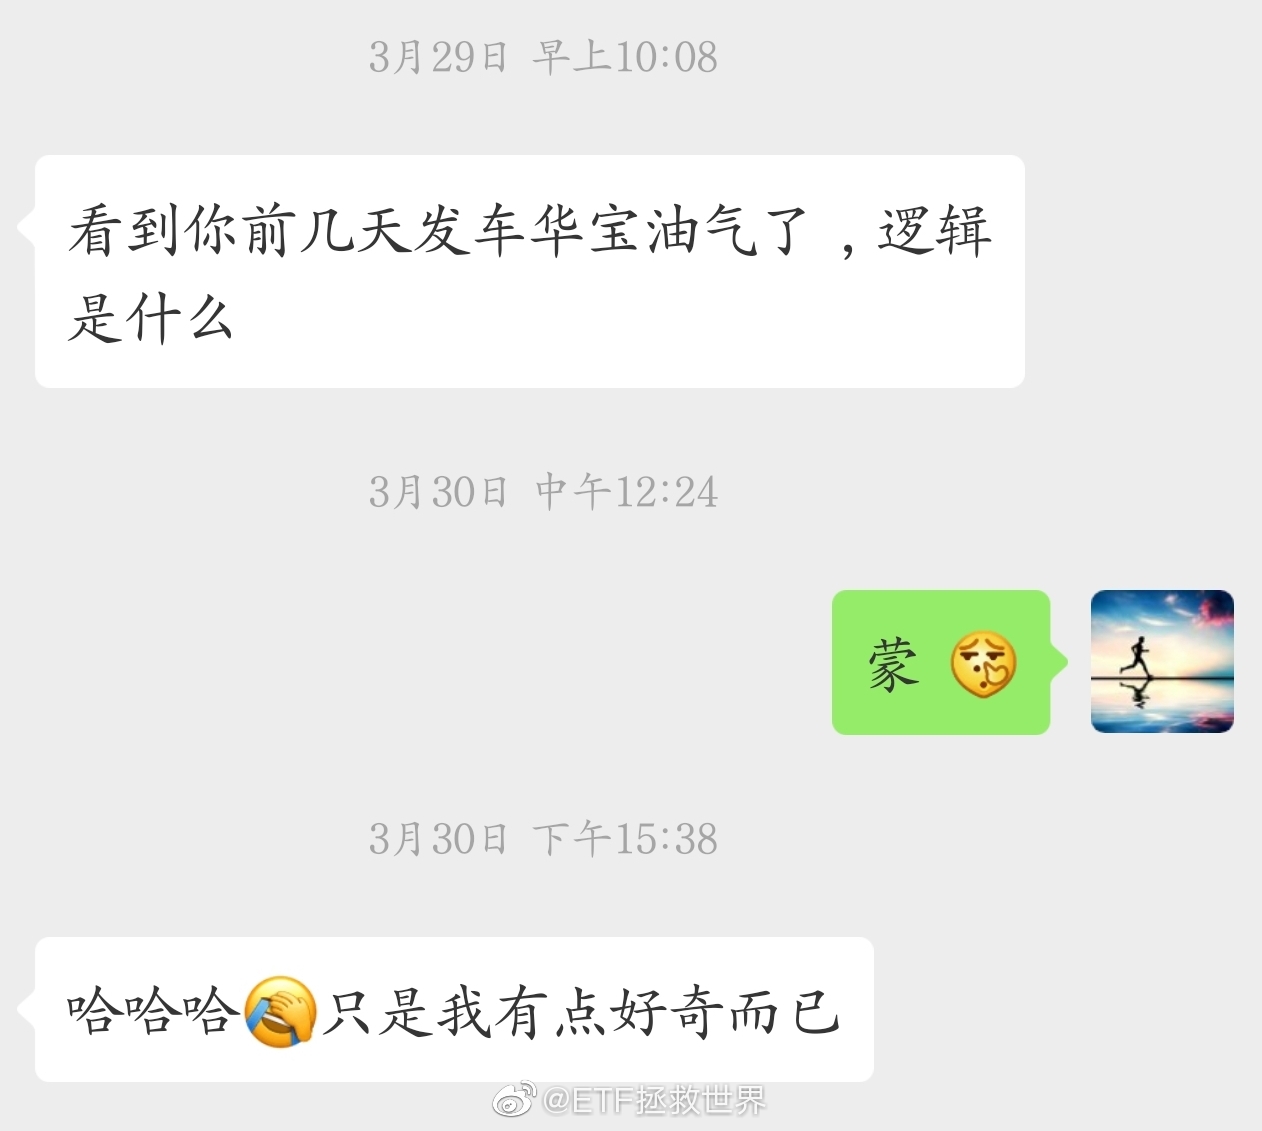 3月29日 早上10:08
看到你前几天发车华宝油气了，逻辑
是什么
3月30日 中午12:24
蒙
3月30日 下午15:38
哈哈哈🤣只是我有点好奇而已
@ETF拯救世界